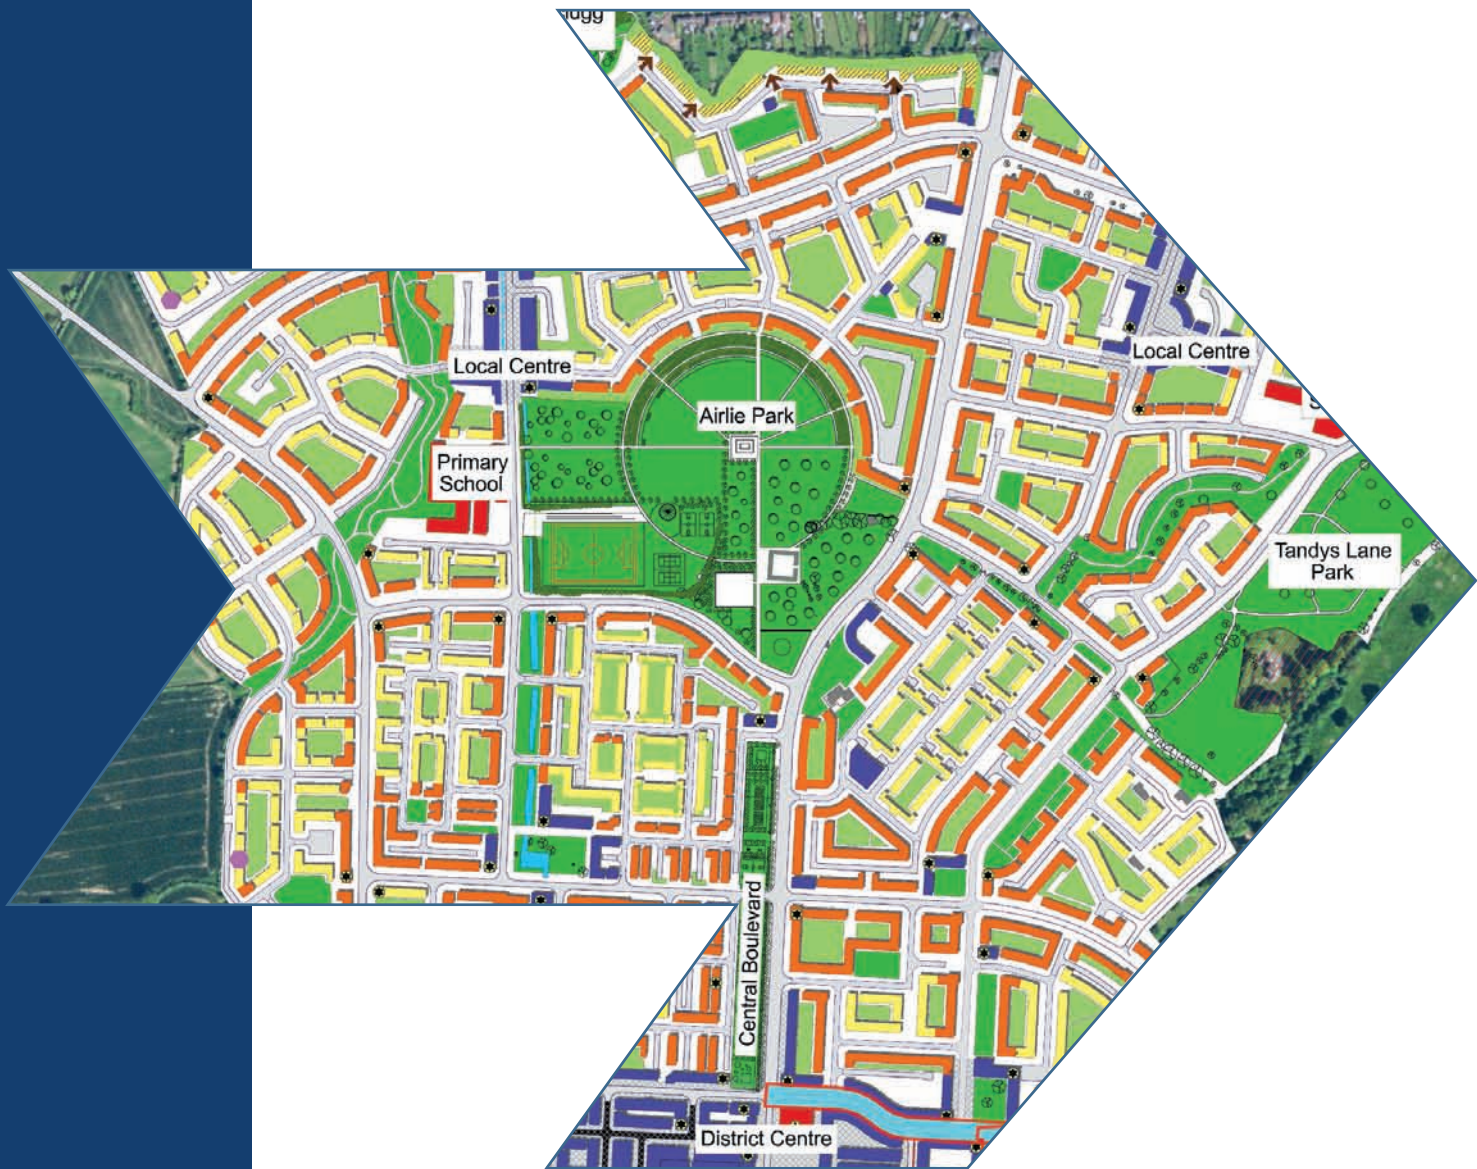 Local Centre
Local Centre
Airlie Park
Primary
School
Tandys Lane
Park
Central Boulevard
District Centre